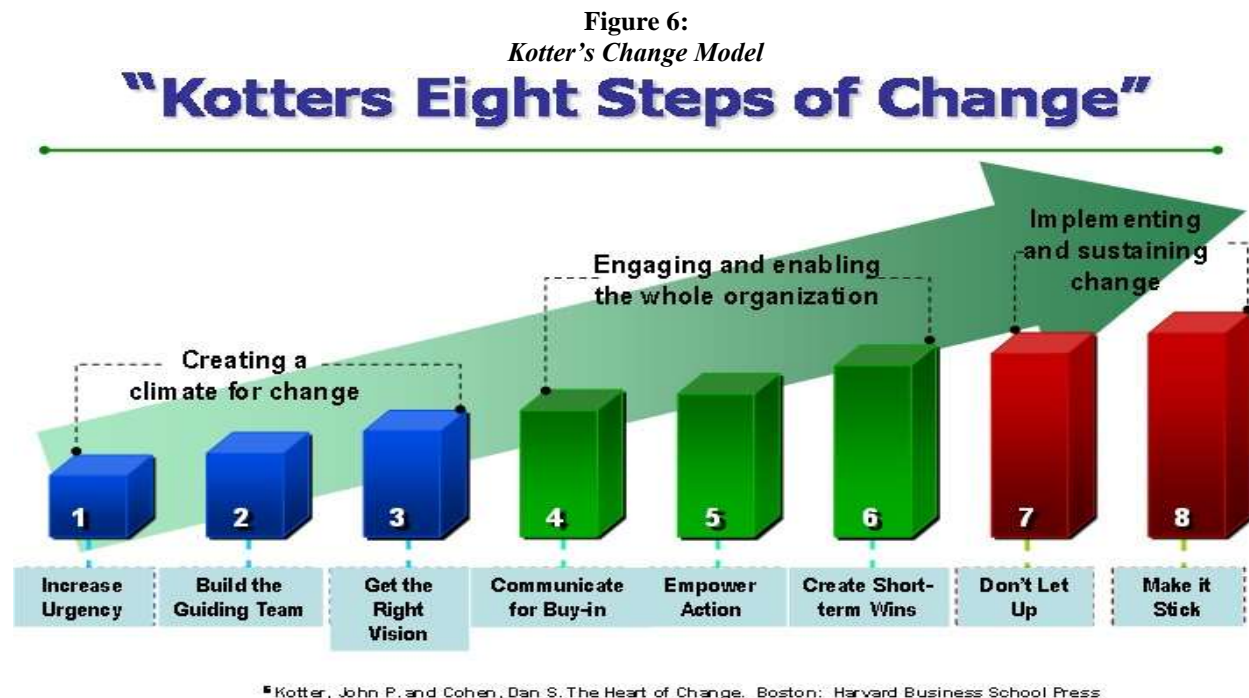 Figure 6:
Kotter's Change Model
"Kotters Eight Steps of Change"
Implementing
and sustaining
change
Engaging and enabling
the whole organization
Creating a
climate for change
1
2
3
4
5
6
7
8
Increase
Urgency
Build the
Guiding Team
Get the
Right
Vision
Communicate
for Buy-in
Empower
Action
Create Short-
term Wins
Don't Let
Up
Make it
Stick
Kotter, John P. and Cohen, Dan S. The Heart of Change. Boston: Harvard Business School Press